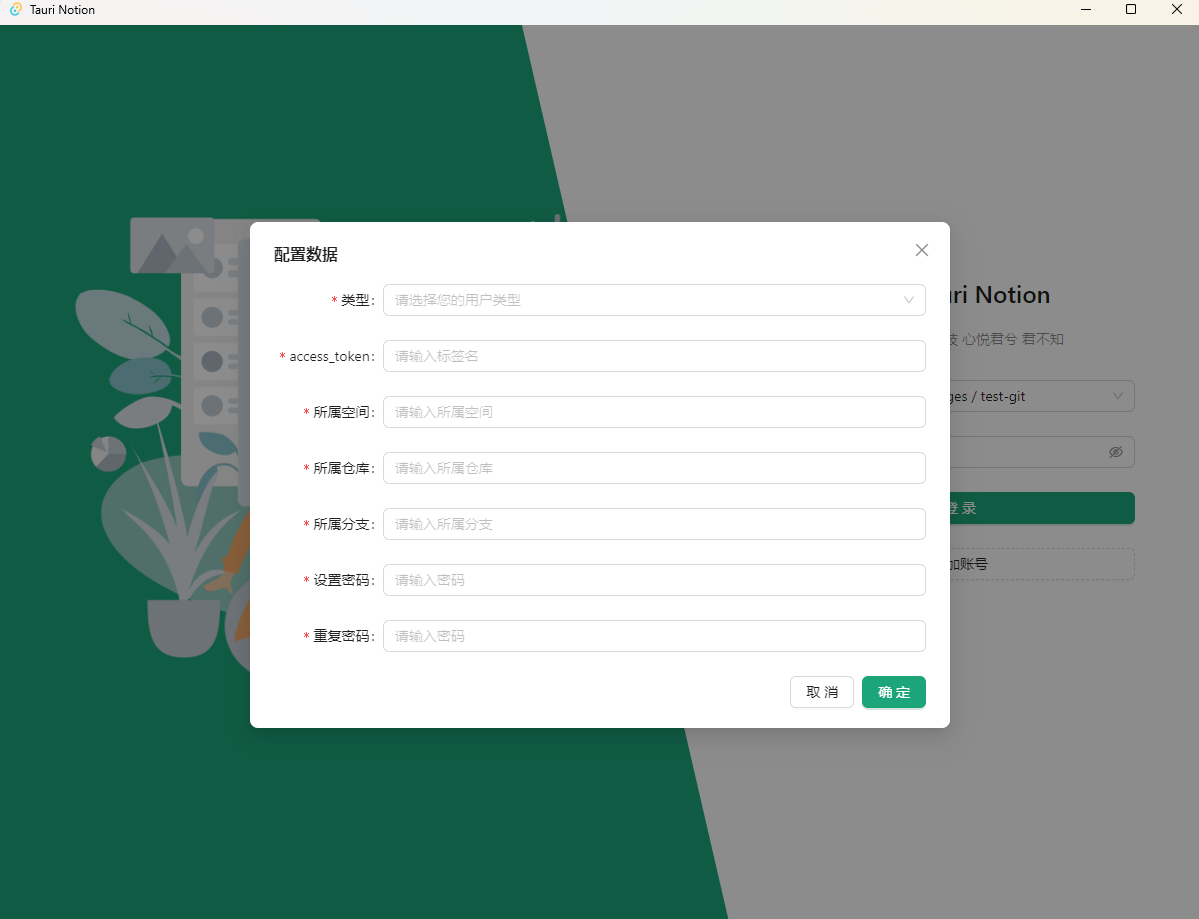 Tauri Notion
配置数据
* 类型: 请选择您的用户类型
* access_token: 请输入标签名
* 所属空间: 请输入所属空间
* 所属仓库: 请输入所属仓库
* 所属分支: 请输入所属分支
* 设置密码: 请输入密码
* 重复密码: 请输入密码
取 消 确 定
uri Notion
心悦君兮 君不知
ges / test-git
登 录
加账号